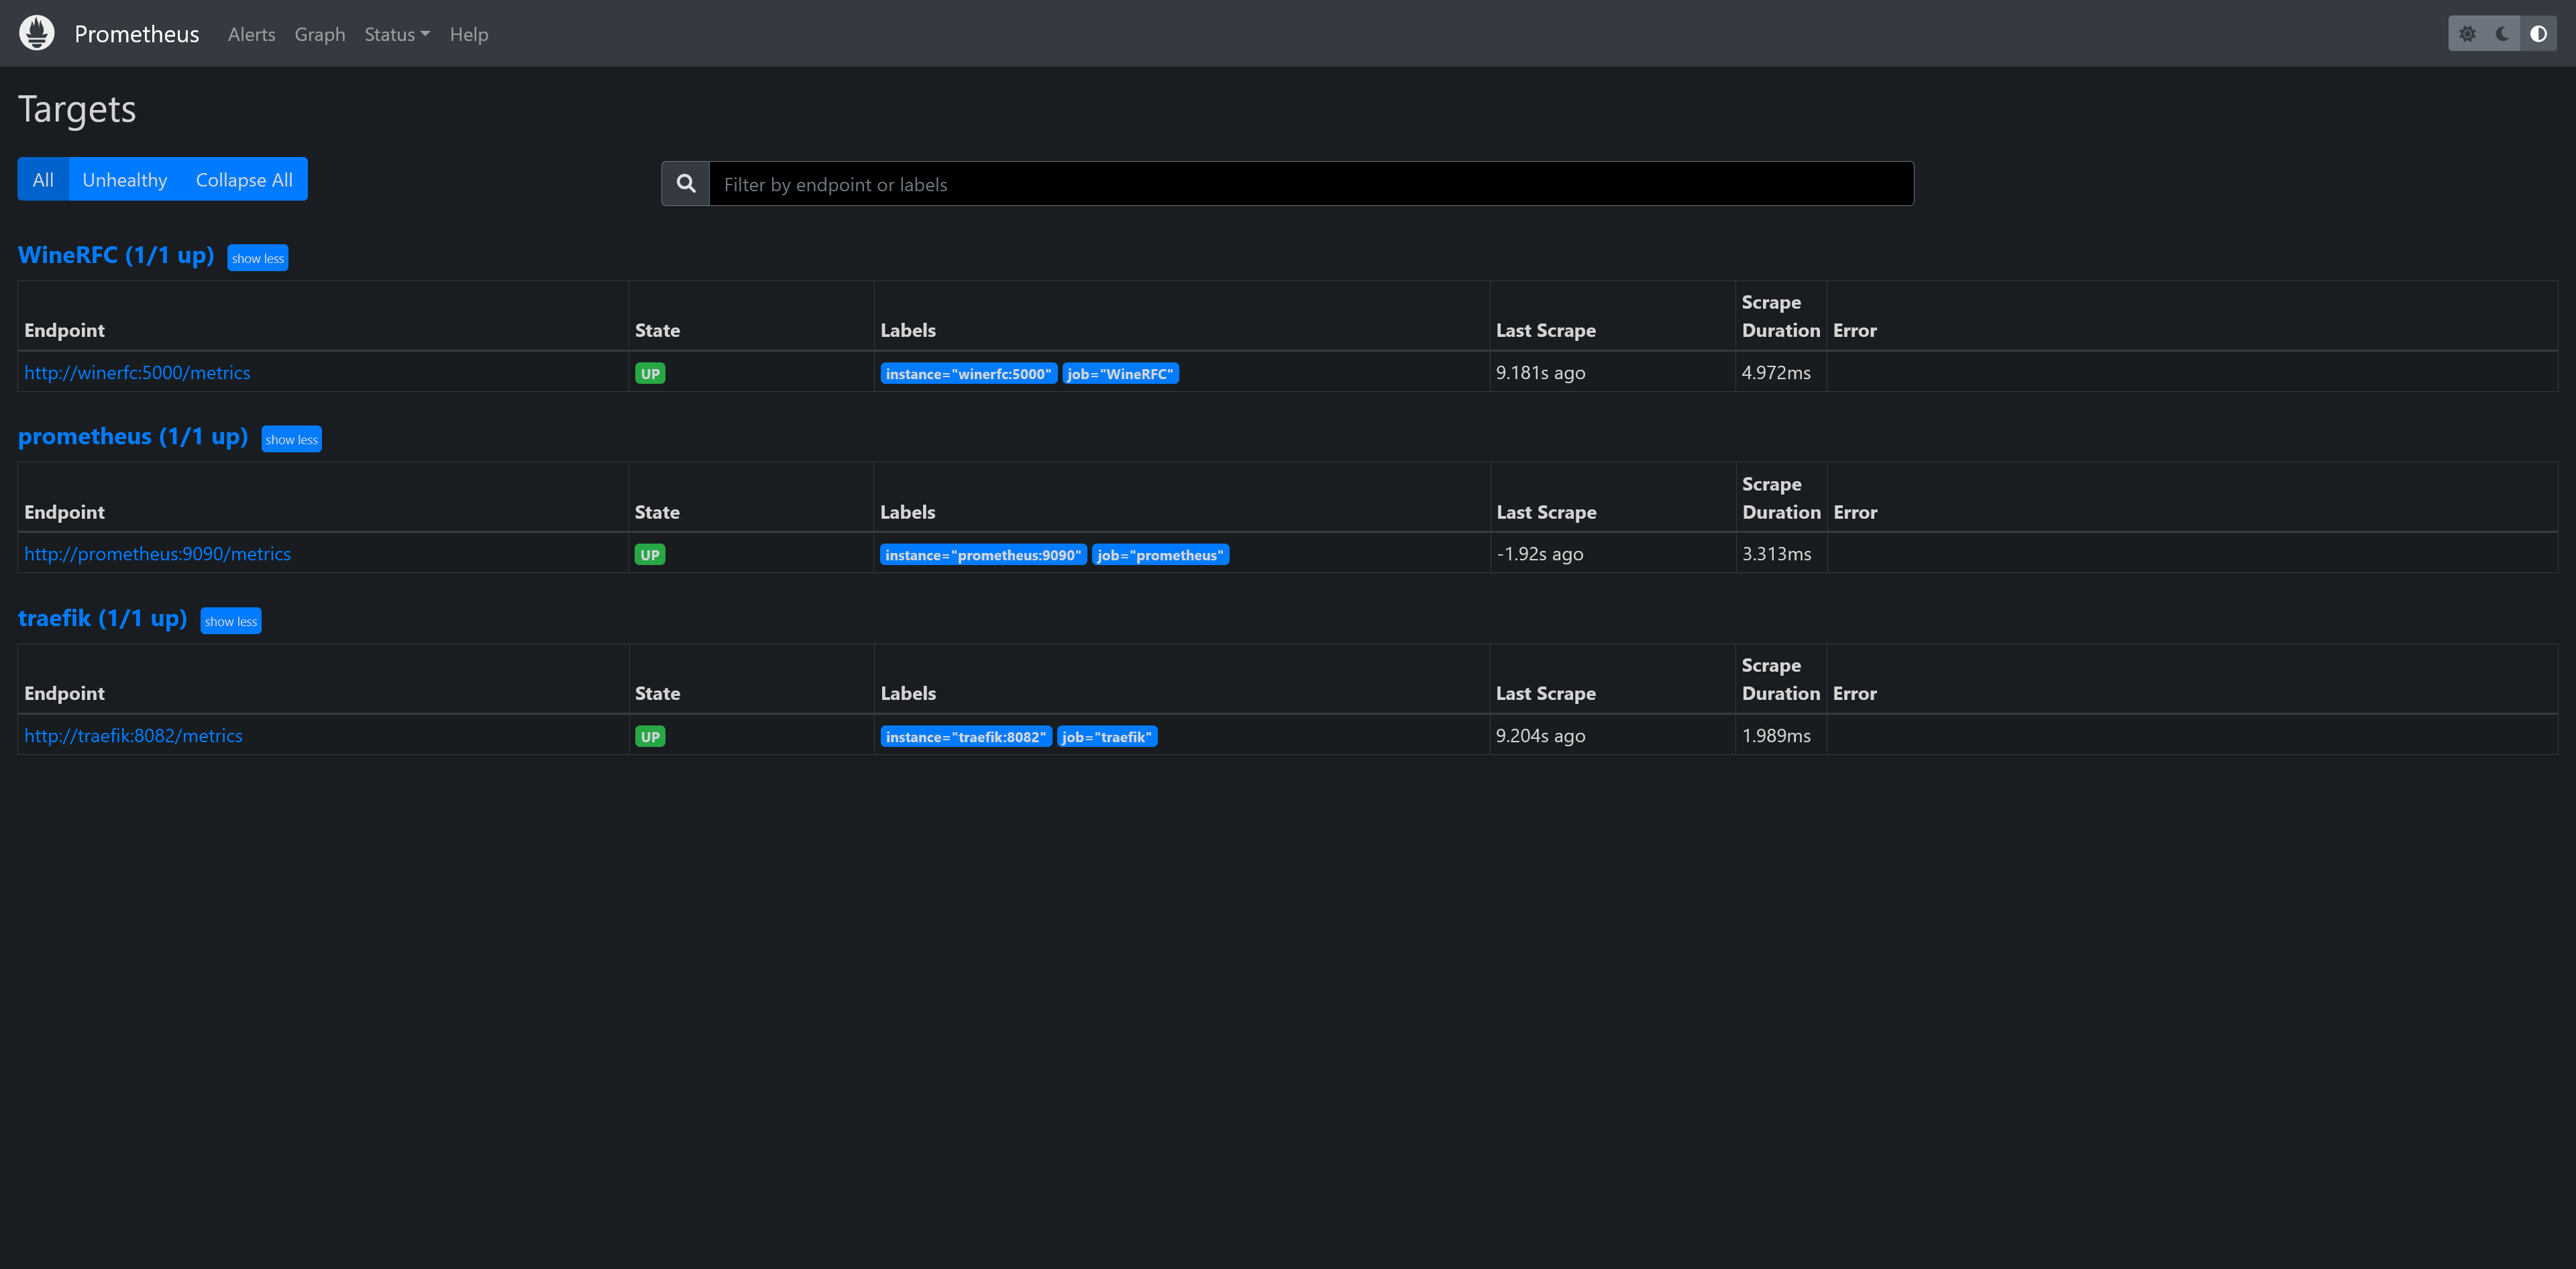 Prometheus Alerts Graph Status Help
Targets
All Unhealthy Collapse All
Filter by endpoint or labels
WineRFC (1/1 up) show less
Endpoint State Labels Last Scrape Scrape Duration Error
http://winerfc:5000/metrics UP instance="winerfc:5000" job="WineRFC" 9.181s ago 4.972ms
prometheus (1/1 up) show less
Endpoint State Labels Last Scrape Scrape Duration Error
http://prometheus:9090/metrics UP instance="prometheus:9090" job="prometheus" -1.92s ago 3.313ms
traefik (1/1 up) show less
Endpoint State Labels Last Scrape Scrape Duration Error
http://traefik:8082/metrics UP instance="traefik:8082" job="traefik" 9.204s ago 1.989ms